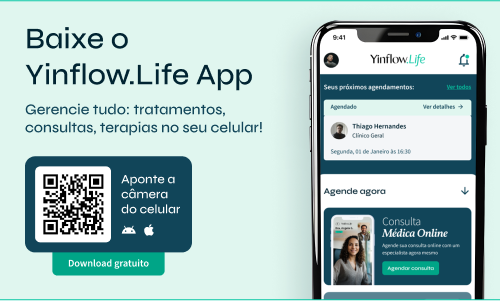 Baixe o
Yinflow.Life App
Gerencie tudo: tratamentos,
consultas, terapias no seu celular!
Aponte a
câmera
do celular
Download gratuito
9:41
Yinflow.Life
Seus próximos agendamentos:
Ver todos
Agendado
Ver detalhes →
Thiago Hernandes
Clínico Geral
Segunda, 01 de Janeiro às 16:30
Agende agora
Consulta
Médica Online
Agende sua consulta online com um
especialista agora mesmo
Agendar consulta